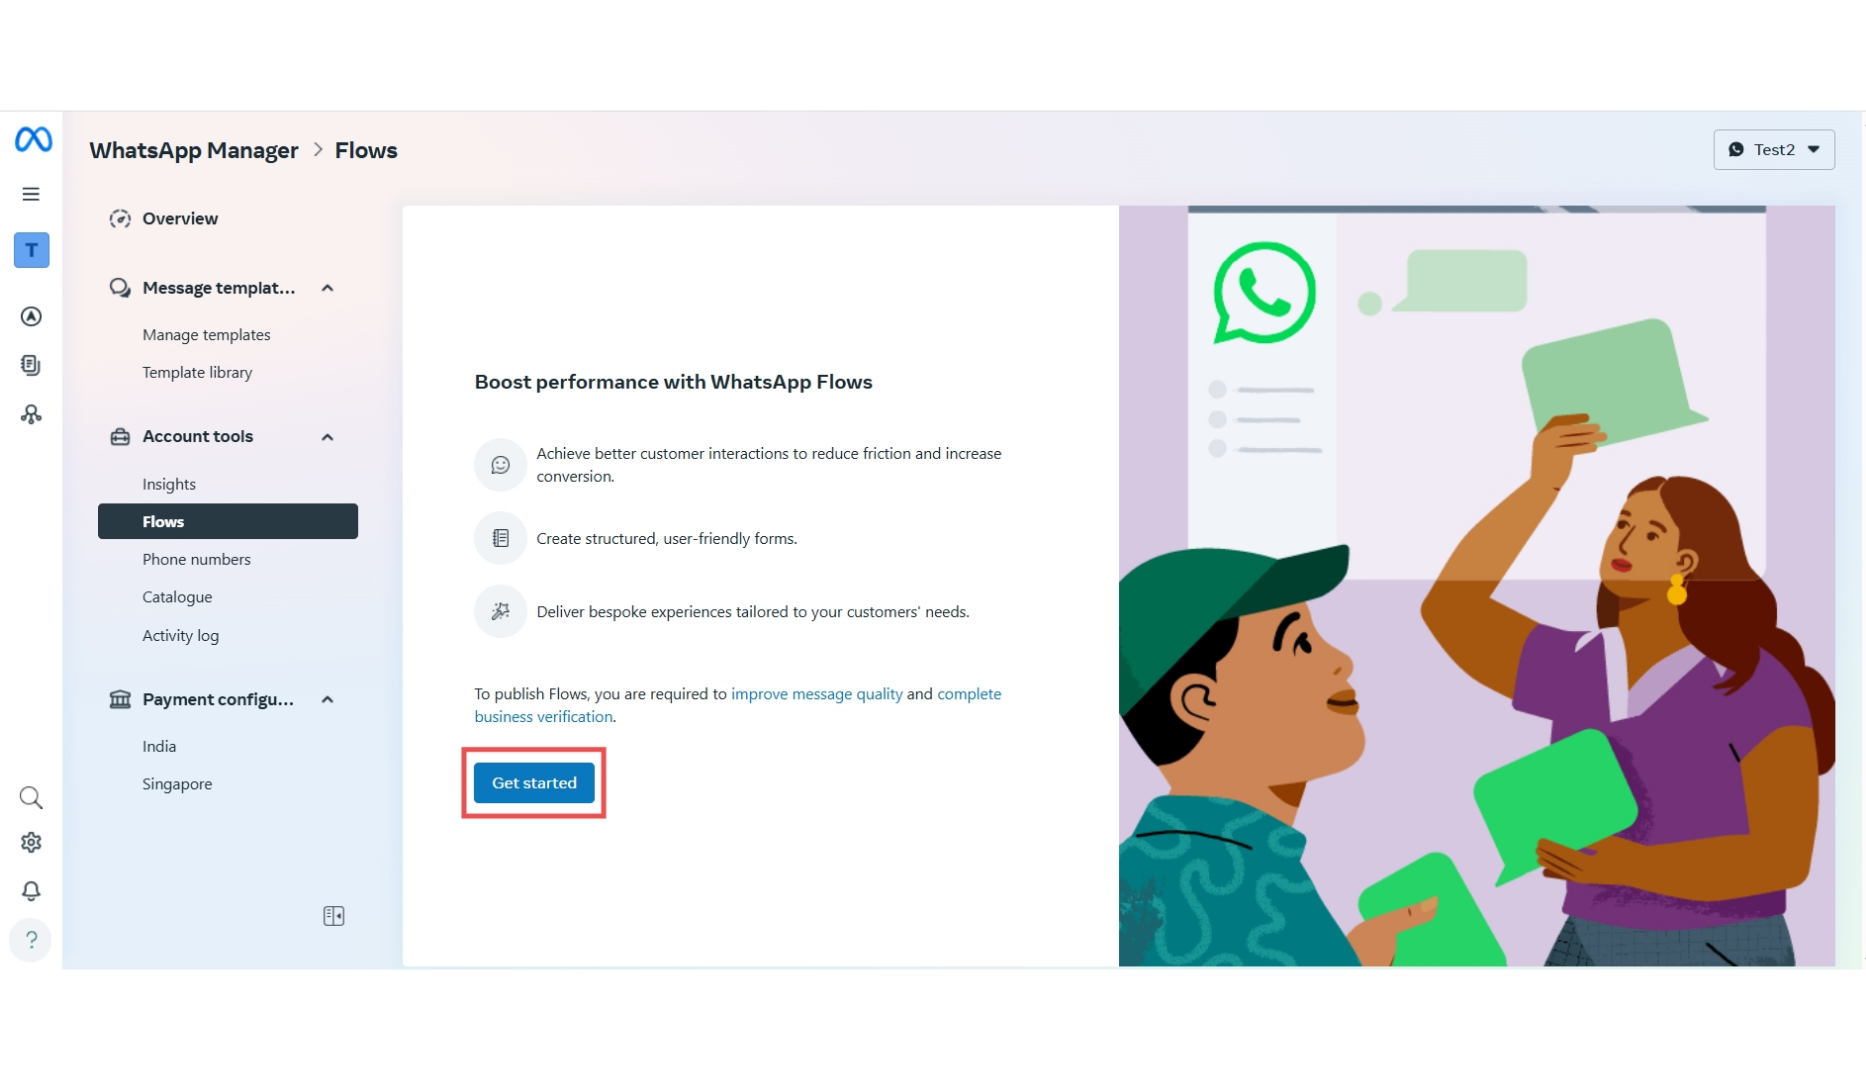 WhatsApp Manager > Flows
Test2
T
Overview
Message templat...
Manage templates
Template library
Account tools
Insights
Flows
Phone numbers
Catalogue
Activity log
Payment configu...
India
Singapore
?
Boost performance with WhatsApp Flows
Achieve better customer interactions to reduce friction and increase
conversion.
Create structured, user-friendly forms.
Deliver bespoke experiences tailored to your customers' needs.
To publish Flows, you are required to improve message quality and complete
business verification.
Get started